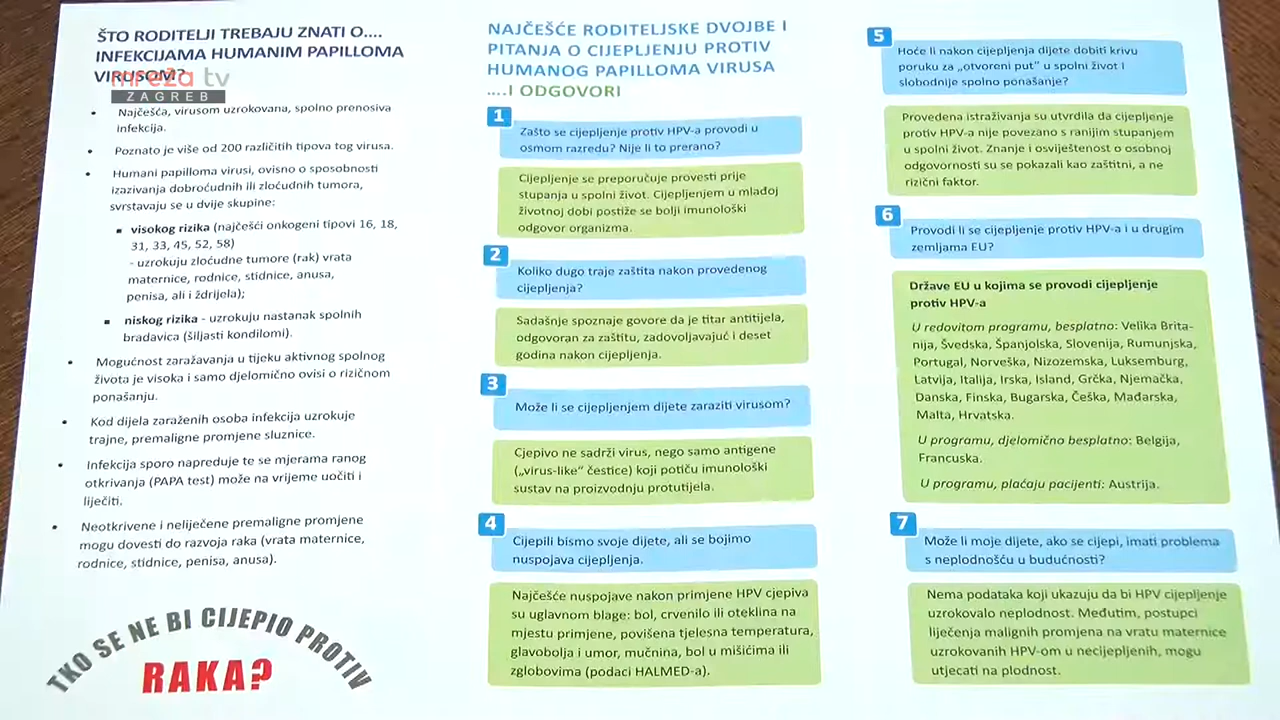 ŠTO RODITELJI TREBAJU ZNATI O....
INFEKCIJAMA HUMANIM PAPILLOMA
VIRUSOM?
mreža tv
ZAGREB
• Najčešća, virusom uzrokovana, spolno prenosiva
infekcija.
• Poznato je više od 200 različitih tipova tog virusa.
• Humani papilloma virusi, ovisno o sposobnosti
izazivanja dobroćudnih ili zloćudnih tumora,
svrstavaju se u dvije skupine:
▪ visokog rizika (najčešći onkogeni tipovi 16, 18,
31, 33, 45, 52, 58)
- uzrokuju zloćudne tumore (rak) vrata
maternice, rodnice, stidnice, anusa,
penisa, ali i ždrijela);
▪ niskog rizika - uzrokuju nastanak spolnih
bradavica (šiljasti kondilomi).
• Mogućnost zaražavanja u tijeku aktivnog spolnog
života je visoka i samo djelomično ovisi o rizičnom
ponašanju.
• Kod dijela zaraženih osoba infekcija uzrokuje
trajne, premaligne promjene sluznice.
• Infekcija sporo napreduje te se mjerama ranog
otkrivanja (PAPA test) može na vrijeme uočiti i
liječiti.
• Neotkrivene i neliječene premaligne promjene
mogu dovesti do razvoja raka (vrata maternice,
rodnice, stidnice, penisa, anusa).
TKO SE NE BI CIJEPIO PROTIV
RAKA?
NAJČEŠĆE RODITELJSKE DVOJBE I
PITANJA O CIJEPLJENJU PROTIV
HUMANOG PAPILLOMA VIRUSA
....I ODGOVORI
1
Zašto se cijepljenje protiv HPV-a provodi u
osmom razredu? Nije li to prerano?
Cijepljenje se preporučuje provesti prije
stupanja u spolni život. Cijepljenjem u mlađoj
životnoj dobi postiže se bolji imunološki
odgovor organizma.
2
Koliko dugo traje zaštita nakon provedenog
cijepljenja?
Sadašnje spoznaje govore da je titar antitijela,
odgovoran za zaštitu, zadovoljavajuć i deset
godina nakon cijepljenja.
3
Može li se cijepljenjem dijete zaraziti virusom?
Cjepivo ne sadrži virus, nego samo antigene
(„virus-like“ čestice) koji potiču imunološki
sustav na proizvodnju protutijela.
4
Cijepili bismo svoje dijete, ali se bojimo
nuspojava cijepljenja.
Najčešće nuspojave nakon primjene HPV cjepiva
su uglavnom blage: bol, crvenilo ili oteklina na
mjestu primjene, povišena tjelesna temperatura,
glavobolja i umor, mučnina, bol u mišićima ili
zglobovima (podaci HALMED-a).
5
Hoće li nakon cijepljenja dijete dobiti krivu
poruku za „otvoreni put“ u spolni život i
slobodnije spolno ponašanje?
Provedena istraživanja su utvrdila da cijepljenje
protiv HPV-a nije povezano s ranijim stupanjem
u spolni život. Znanje i osviještenost o osobnoj
odgovornosti su se pokazali kao zaštitni, a ne
rizični faktor.
6
Provodi li se cijepljenje protiv HPV-a i u drugim
zemljama EU?
Države EU u kojima se provodi cijepljenje
protiv HPV-a
U redovitom programu, besplatno: Velika Brita-
nija, Švedska, Španjolska, Slovenija, Rumunjska,
Portugal, Norveška, Nizozemska, Luksemburg,
Latvija, Italija, Irska, Island, Grčka, Njemačka,
Danska, Finska, Bugarska, Češka, Mađarska,
Malta, Hrvatska.
U programu, djelomično besplatno: Belgija,
Francuska.
U programu, plaćaju pacijenti: Austrija.
7
Može li moje dijete, ako se cijepi, imati problema
s neplodnošću u budućnosti?
Nema podataka koji ukazuju da bi HPV cijepljenje
uzrokovalo neplodnost. Međutim, postupci
liječenja malignih promjena na vratu maternice
uzrokovanih HPV-om u necijepljenih, mogu
utjecati na plodnost.